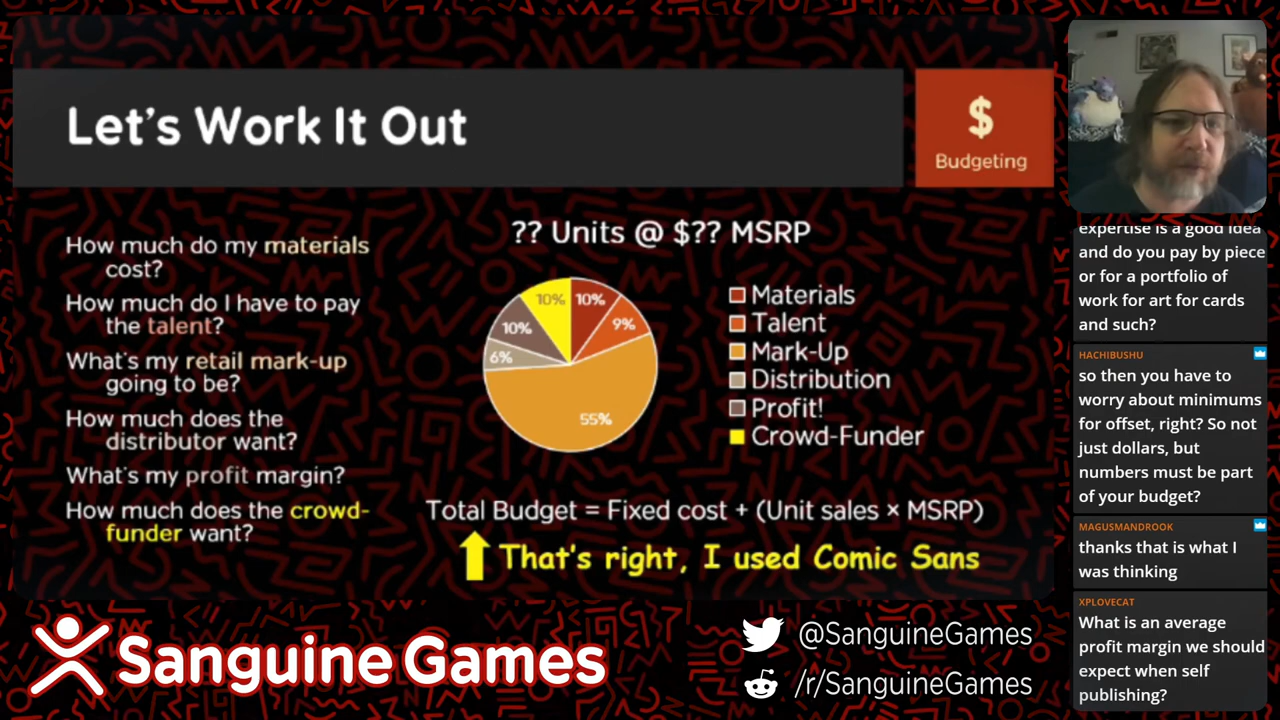 Let's Work It Out
$
Budgeting
How much do my materials
cost?
How much do I have to pay
the talent?
What's my retail mark-up
going to be?
How much does the
distributor want?
What's my profit margin?
How much does the crowd-
funder want?
?? Units @ $?? MSRP
10%
10%
9%
10%
6%
55%
Materials
Talent
Mark-Up
Distribution
Profit!
Crowd-Funder
Total Budget = Fixed cost + (Unit sales × MSRP)
That's right, I used Comic Sans
Sanguine Games
@SanguineGames
/r/SanguineGames
expertise is a good idea
and do you pay by piece
or for a portfolio of
work for art for cards
and such?
HACHIBUSHU
so then you have to
worry about minimums
for offset, right? So not
just dollars, but
numbers must be part
of your budget?
MAGUSMANDROOK
thanks that is what I
was thinking
XPLOVECAT
What is an average
profit margin we should
expect when self
publishing?